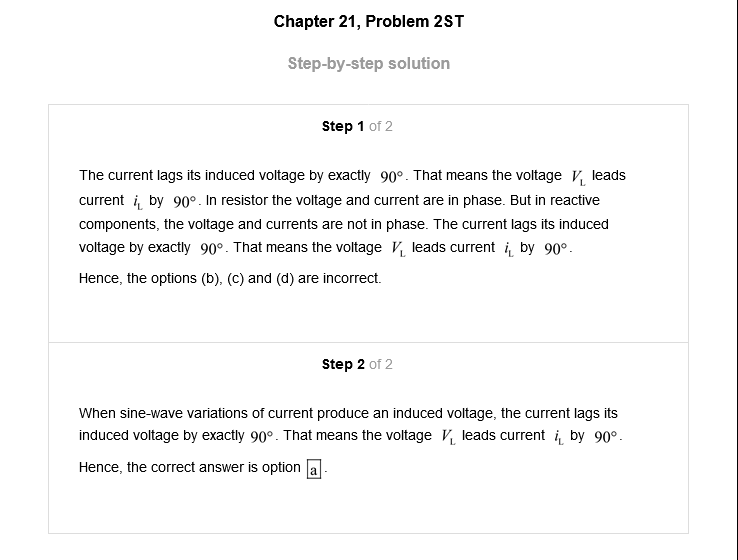 Chapter 21, Problem 2ST
Step-by-step solution
Step 1 of 2
The current lags its induced voltage by exactly 90°. That means the voltage V_L leads
current i_L by 90°. In resistor the voltage and current are in phase. But in reactive
components, the voltage and currents are not in phase. The current lags its induced
voltage by exactly 90°. That means the voltage V_L leads current i_L by 90°.
Hence, the options (b), (c) and (d) are incorrect.
Step 2 of 2
When sine-wave variations of current produce an induced voltage, the current lags its
induced voltage by exactly 90°. That means the voltage V_L leads current i_L by 90°.
Hence, the correct answer is option a.